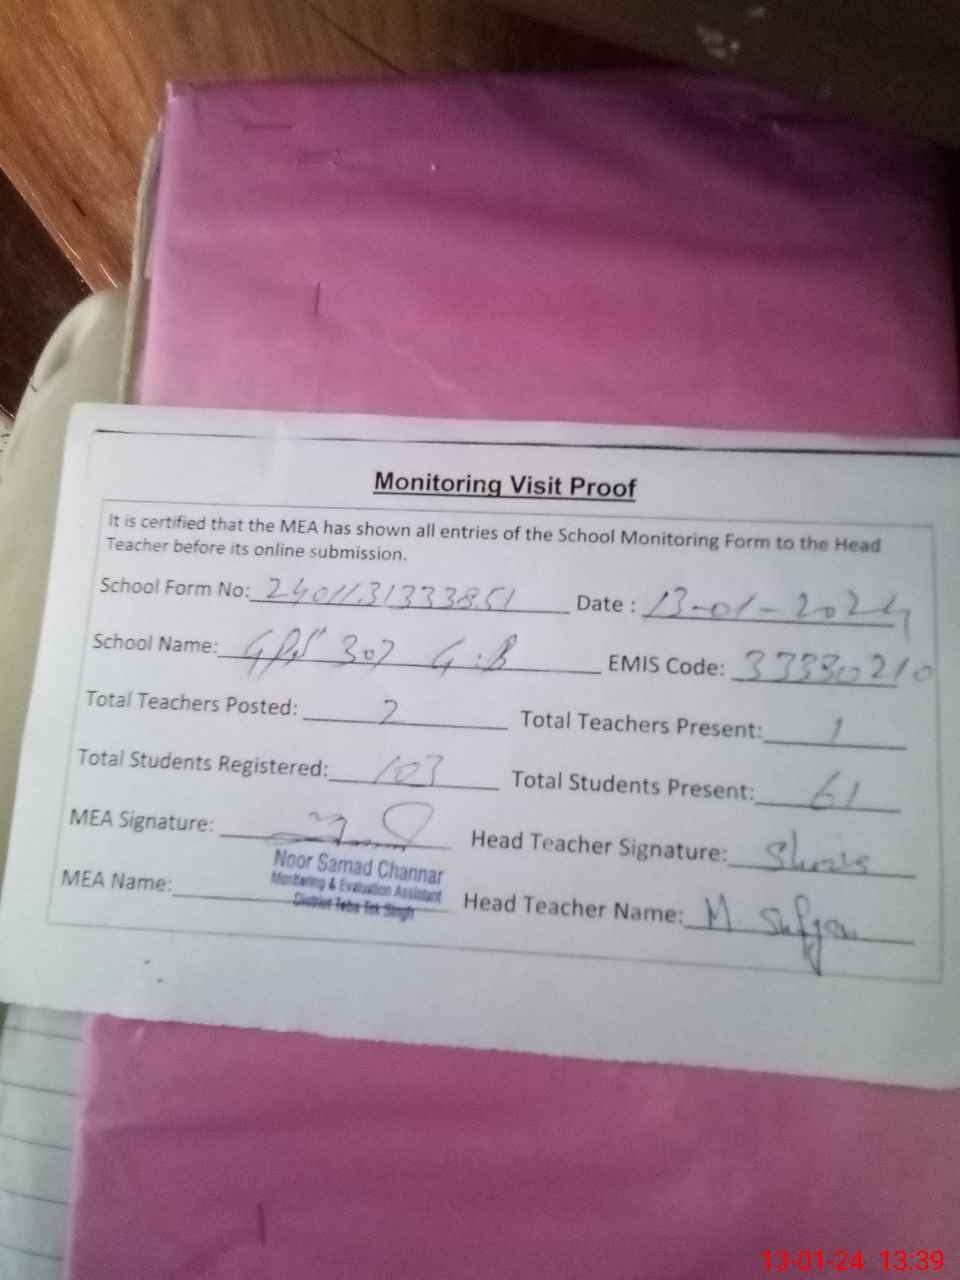 Monitoring Visit Proof
It is certified that the MEA has shown all entries of the School Monitoring Form to the Head
Teacher before its online submission.
School Form No: 2401131333851 Date : 13-01-2024
School Name: GPS 307 G.B EMIS Code: 33330210
Total Teachers Posted: 2 Total Teachers Present: 1
Total Students Registered: 103 Total Students Present: 61
MEA Signature: Head Teacher Signature:
Noor Samad Channar
Monitoring & Evaluation Assistant
District Toba Tek Singh
MEA Name: Head Teacher Name: M. Sufyan
13-01-24 13:39